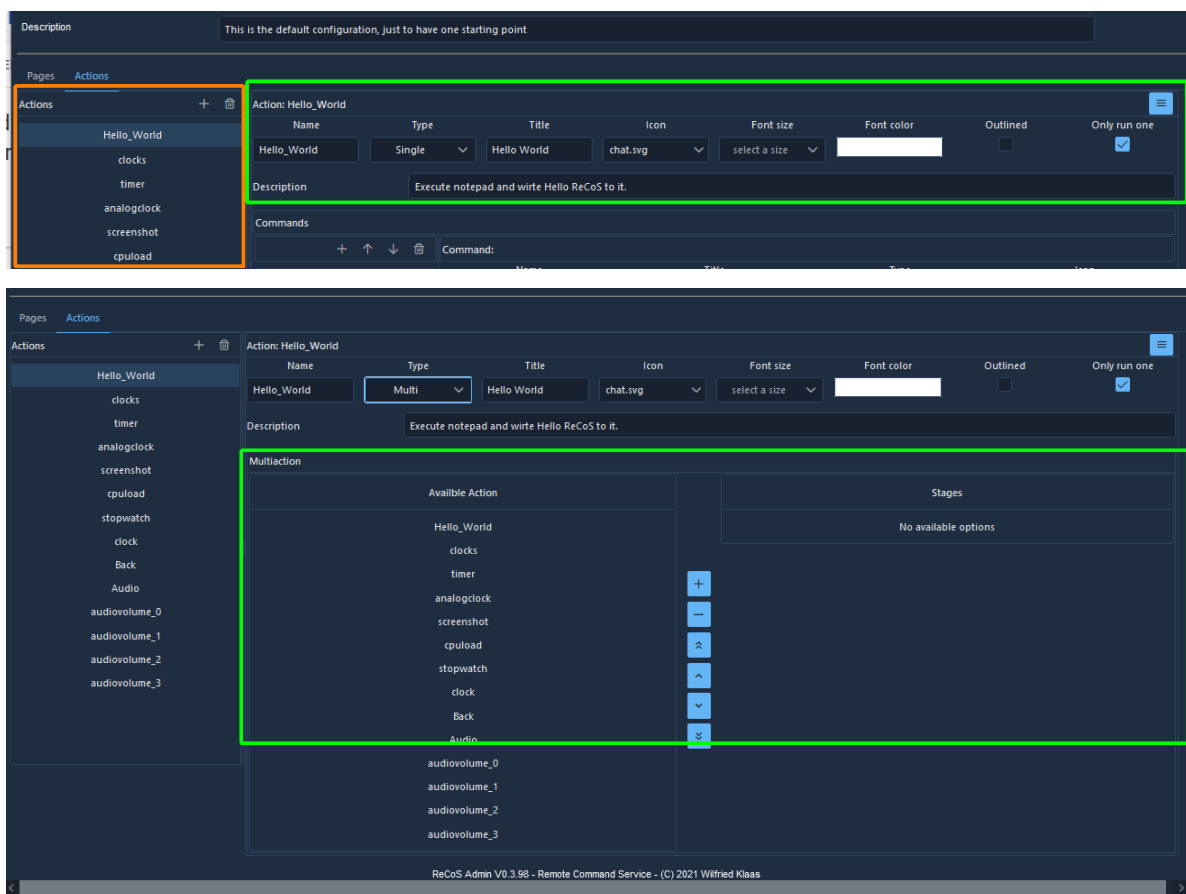 Description This is the default configuration, just to have one starting point
Pages Actions
Actions
Hello_World
clocks
timer
analogclock
screenshot
cpuload
Action: Hello_World
Name Type Title Icon Font size Font color Outlined Only run one
Hello_World Single Hello World chat.svg select a size
Description Execute notepad and wirte Hello ReCoS to it.
Commands
Command:
Name Title Type Icon
Pages Actions
Actions
Hello_World
clocks
timer
analogclock
screenshot
cpuload
stopwatch
clock
Back
Audio
audiovolume_0
audiovolume_1
audiovolume_2
audiovolume_3
Action: Hello_World
Name Type Title Icon Font size Font color Outlined Only run one
Hello_World Multi Hello World chat.svg select a size
Description Execute notepad and wirte Hello ReCoS to it.
Multiaction
Availble Action
Hello_World
clocks
timer
analogclock
screenshot
cpuload
stopwatch
clock
Back
Audio
audiovolume_0
audiovolume_1
audiovolume_2
audiovolume_3
Stages
No available options
ReCoS Admin V0.3.98 - Remote Command Service - (C) 2021 Wilfried Klaas